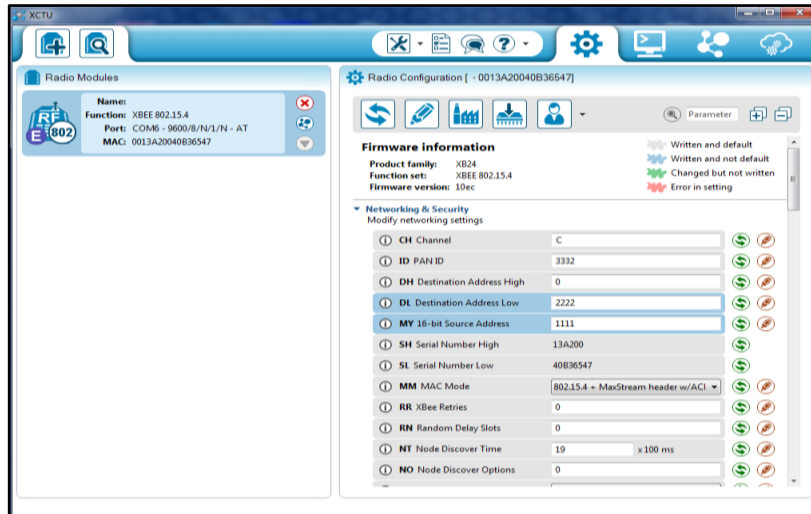 XCTU
Radio Modules
Name:
Function: XBEE 802.15.4
Port: COM6 - 9600/8/N/1/N - AT
MAC: 0013A20040B36547
RF
E 802
Radio Configuration [ - 0013A20040B36547]
Parameter
Firmware information
Product family: XB24
Function set: XBEE 802.15.4
Firmware version: 10ec
Written and default
Written and not default
Changed but not written
Error in setting
Networking & Security
Modify networking settings
CH Channel C
ID PAN ID 3332
DH Destination Address High 0
DL Destination Address Low 2222
MY 16-bit Source Address 1111
SH Serial Number High 13A200
SL Serial Number Low 40B36547
MM MAC Mode 802.15.4 + MaxStream header w/ACI
RR XBee Retries 0
RN Random Delay Slots 0
NT Node Discover Time 19 x 100 ms
NO Node Discover Options 0